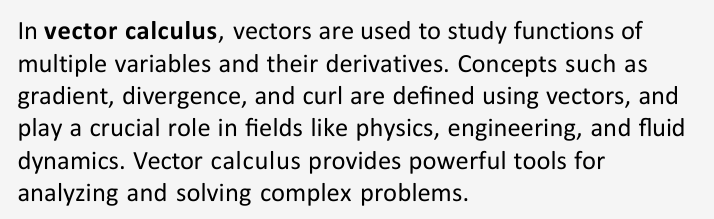 In vector calculus, vectors are used to study functions of
multiple variables and their derivatives. Concepts such as
gradient, divergence, and curl are defined using vectors, and
play a crucial role in fields like physics, engineering, and fluid
dynamics. Vector calculus provides powerful tools for
analyzing and solving complex problems.